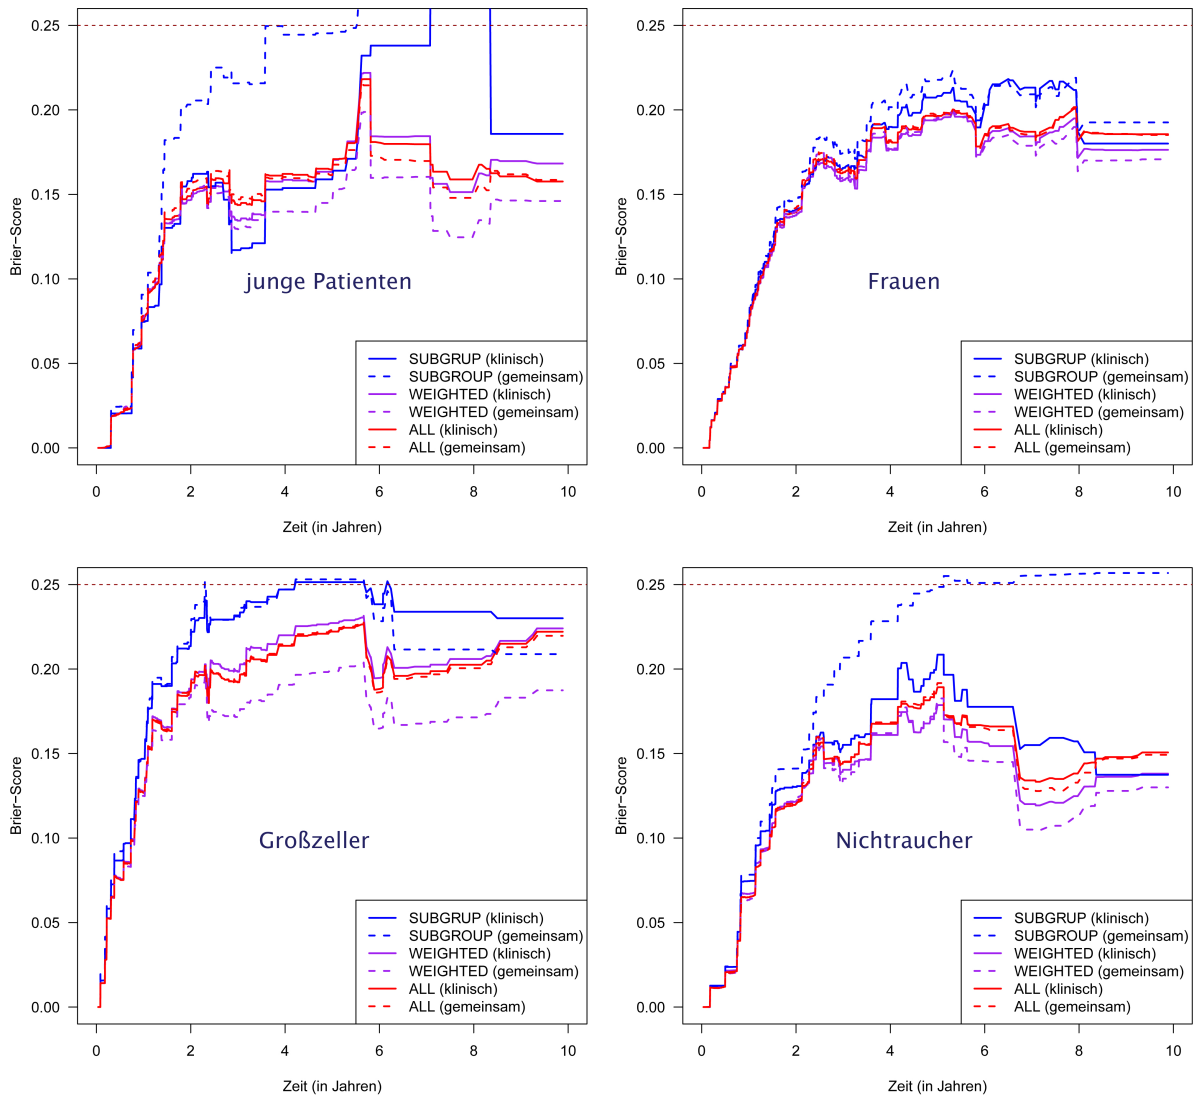 0.25
0.20
0.15
0.10
0.05
0.00
Brier−Score
junge Patienten
SUBGRUP (klinisch)
SUBGROUP (gemeinsam)
WEIGHTED (klinisch)
WEIGHTED (gemeinsam)
ALL (klinisch)
ALL (gemeinsam)
0 2 4 6 8 10
Zeit (in Jahren)
0.25
0.20
0.15
0.10
0.05
0.00
Brier−Score
Frauen
SUBGRUP (klinisch)
SUBGROUP (gemeinsam)
WEIGHTED (klinisch)
WEIGHTED (gemeinsam)
ALL (klinisch)
ALL (gemeinsam)
0 2 4 6 8 10
Zeit (in Jahren)
0.25
0.20
0.15
0.10
0.05
0.00
Brier−Score
Großzeller
SUBGRUP (klinisch)
SUBGROUP (gemeinsam)
WEIGHTED (klinisch)
WEIGHTED (gemeinsam)
ALL (klinisch)
ALL (gemeinsam)
0 2 4 6 8 10
Zeit (in Jahren)
0.25
0.20
0.15
0.10
0.05
0.00
Brier−Score
Nichtraucher
SUBGRUP (klinisch)
SUBGROUP (gemeinsam)
WEIGHTED (klinisch)
WEIGHTED (gemeinsam)
ALL (klinisch)
ALL (gemeinsam)
0 2 4 6 8 10
Zeit (in Jahren)